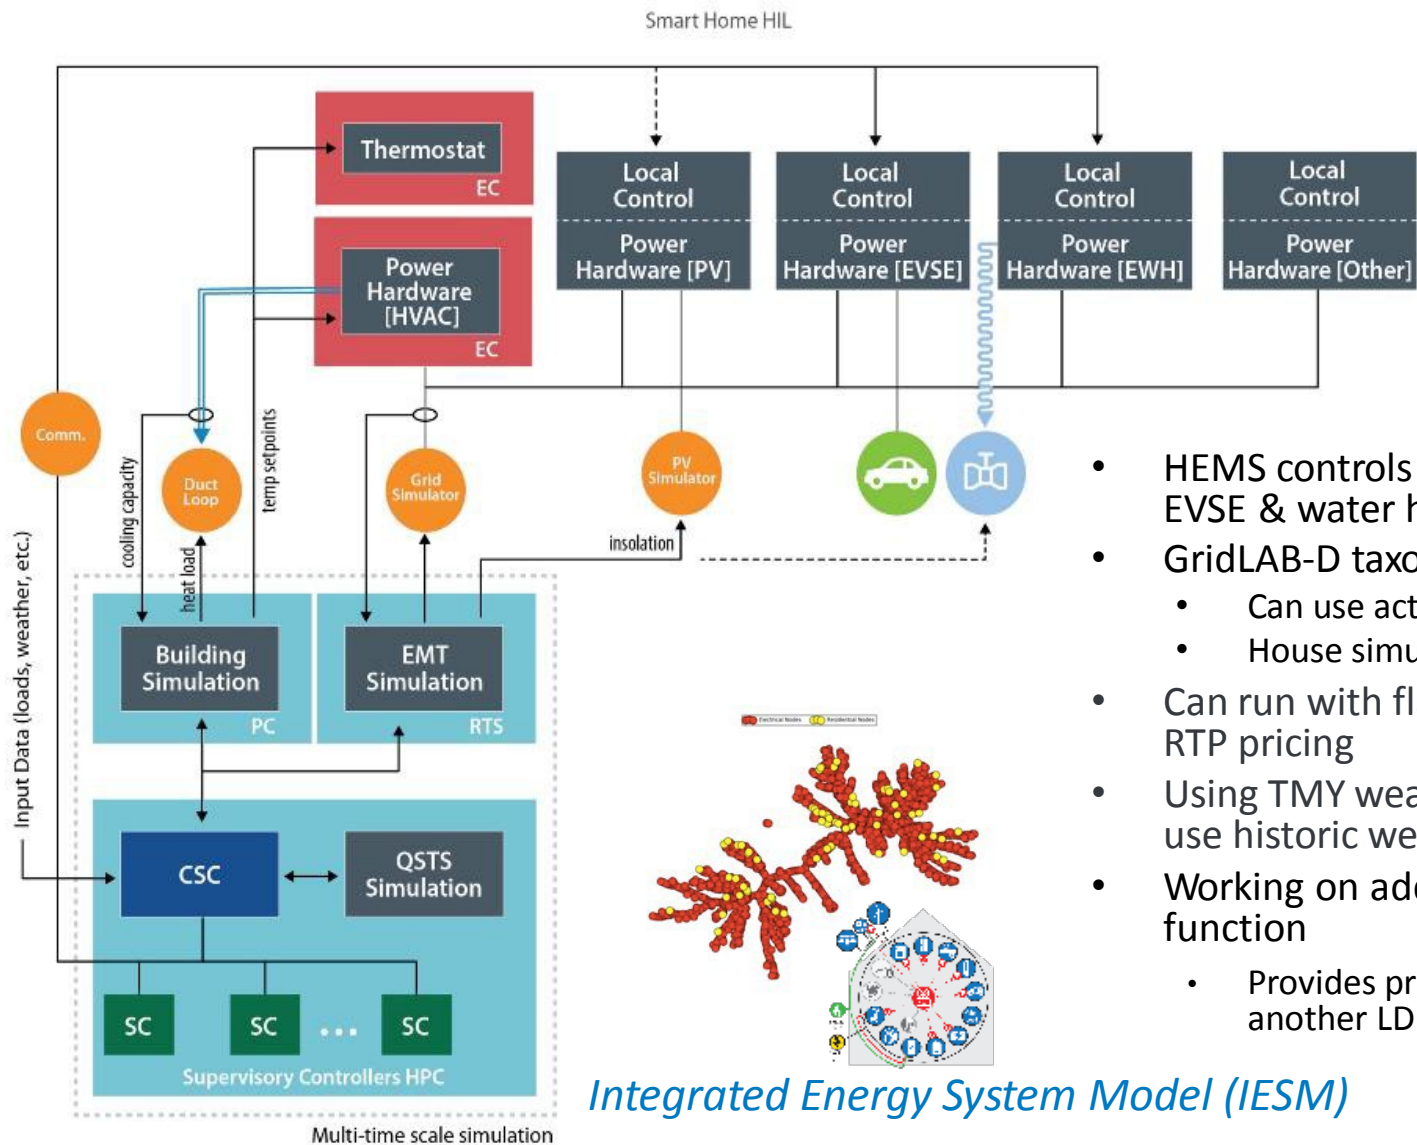 Smart Home HIL
Thermostat
EC
Power
Hardware
[HVAC]
EC
Local
Control
Power
Hardware [PV]
Local
Control
Power
Hardware [EVSE]
Local
Control
Power
Hardware [EWH]
Local
Control
Power
Hardware [Other]
Comm.
cooling capacity
Duct
Loop
heat load
temp setpoints
Grid
Simulator
PV
Simulator
insolation
Input Data (loads, weather, etc.)
Building
Simulation
PC
EMT
Simulation
RTS
CSC
QSTS
Simulation
SC
SC
...
SC
Supervisory Controllers HPC
Multi-time scale simulation
Electrical Nodes
Residential Nodes
• HEMS controls
EVSE & water h
• GridLAB-D taxo
• Can use act
• House simu
• Can run with fl
RTP pricing
• Using TMY wea
use historic we
• Working on add
function
• Provides pr
another LD
Integrated Energy System Model (IESM)